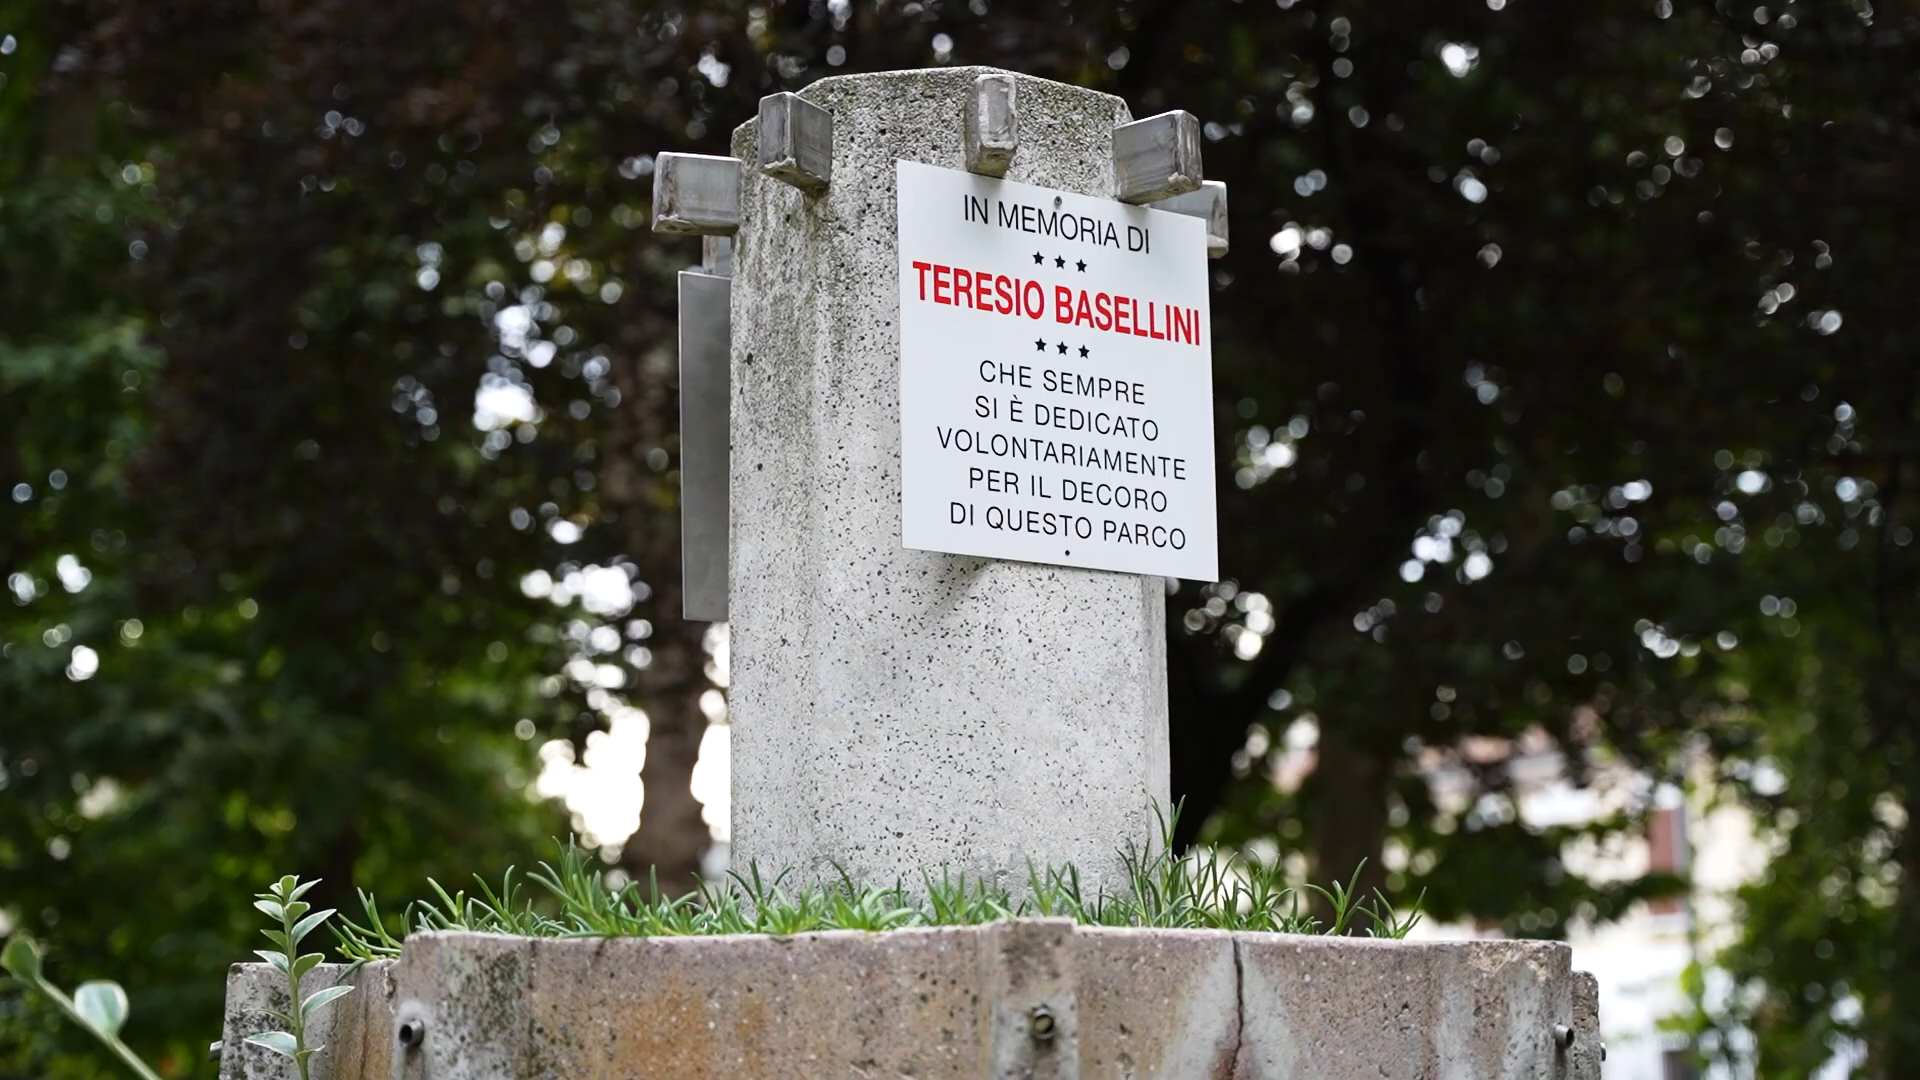 IN MEMORIA DI
★ ★ ★
TERESIO BASELLINI
★ ★ ★
CHE SEMPRE
SI È DEDICATO
VOLONTARIAMENTE
PER IL DECORO
DI QUESTO PARCO